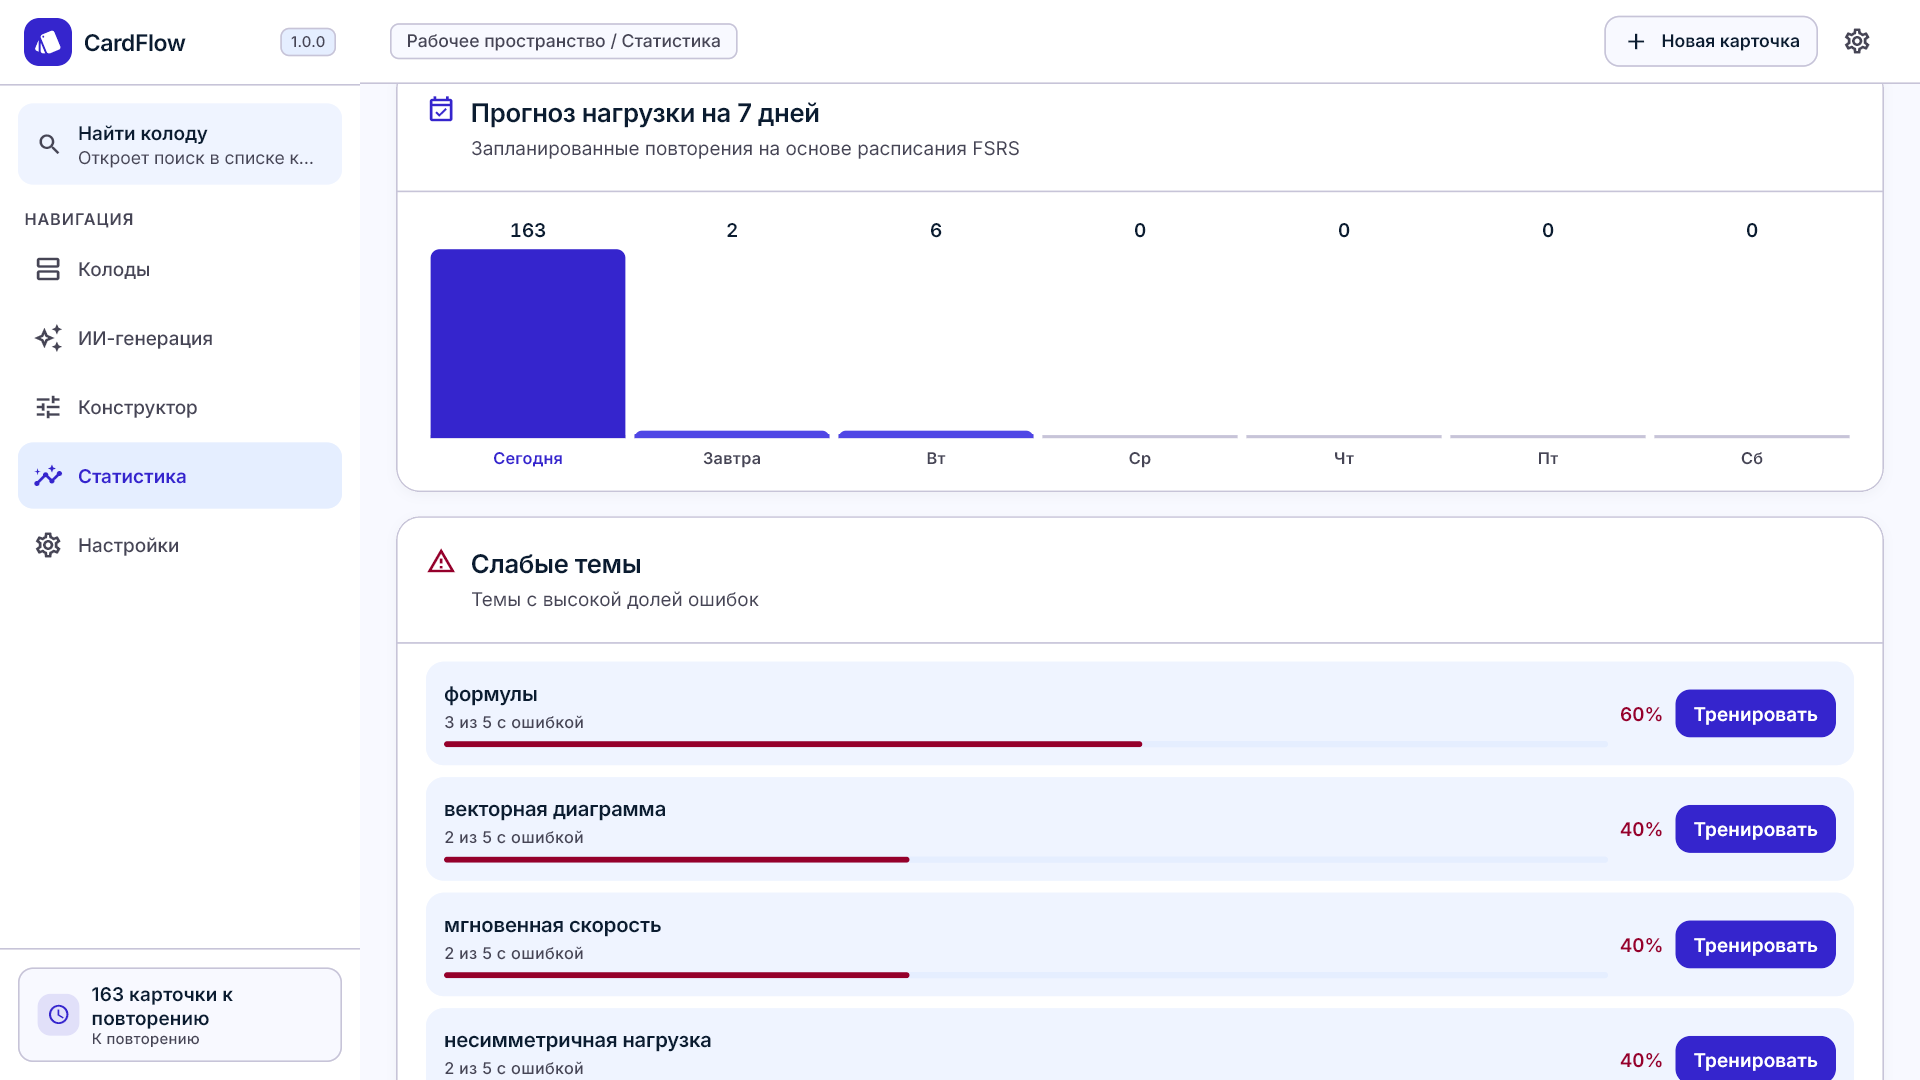 CardFlow
1.0.0
Найти колоду
Откроет поиск в списке к...
НАВИГАЦИЯ
Колоды
ИИ-генерация
Конструктор
Статистика
Настройки
163 карточки к
повторению
К повторению
Рабочее пространство / Статистика
Новая карточка
Прогноз нагрузки на 7 дней
Запланированные повторения на основе расписания FSRS
163 2 6 0 0 0 0
Сегодня Завтра Вт Ср Чт Пт Сб
Слабые темы
Темы с высокой долей ошибок
формулы
3 из 5 с ошибкой
60% Тренировать
векторная диаграмма
2 из 5 с ошибкой
40% Тренировать
мгновенная скорость
2 из 5 с ошибкой
40% Тренировать
несимметричная нагрузка
2 из 5 с ошибкой
40% Тренировать